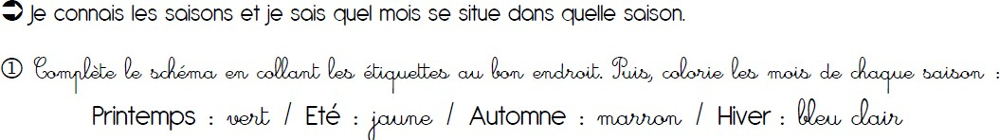 ➲ Je connais les saisons et je sais quel mois se situe dans quelle saison.
① Complète le schéma en collant les étiquettes au bon endroit. Puis, colorie les mois de chaque saison :
Printemps : vert / Eté : jaune / Automne : marron / Hiver : bleu clair